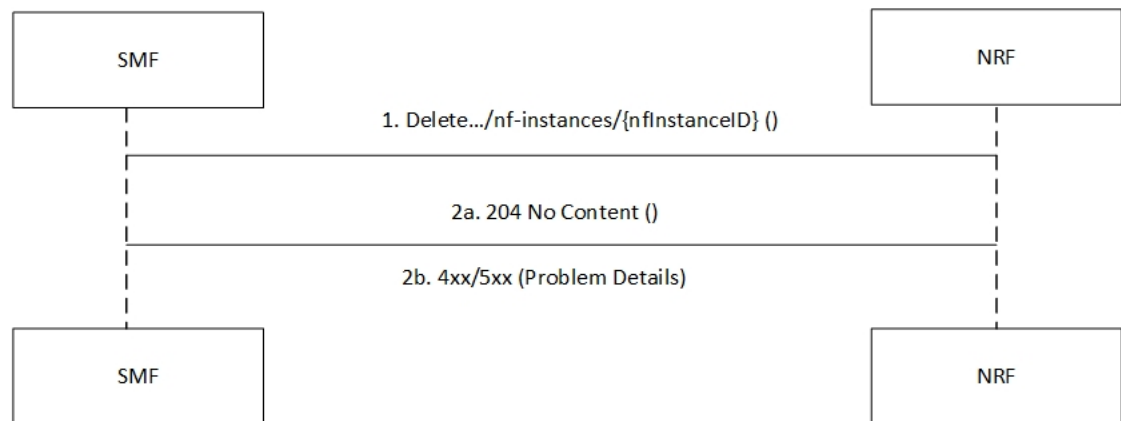 SMF
NRF
1. Delete.../nf-instances/{nfInstanceID} ()
2a. 204 No Content ()
2b. 4xx/5xx (Problem Details)
SMF
NRF